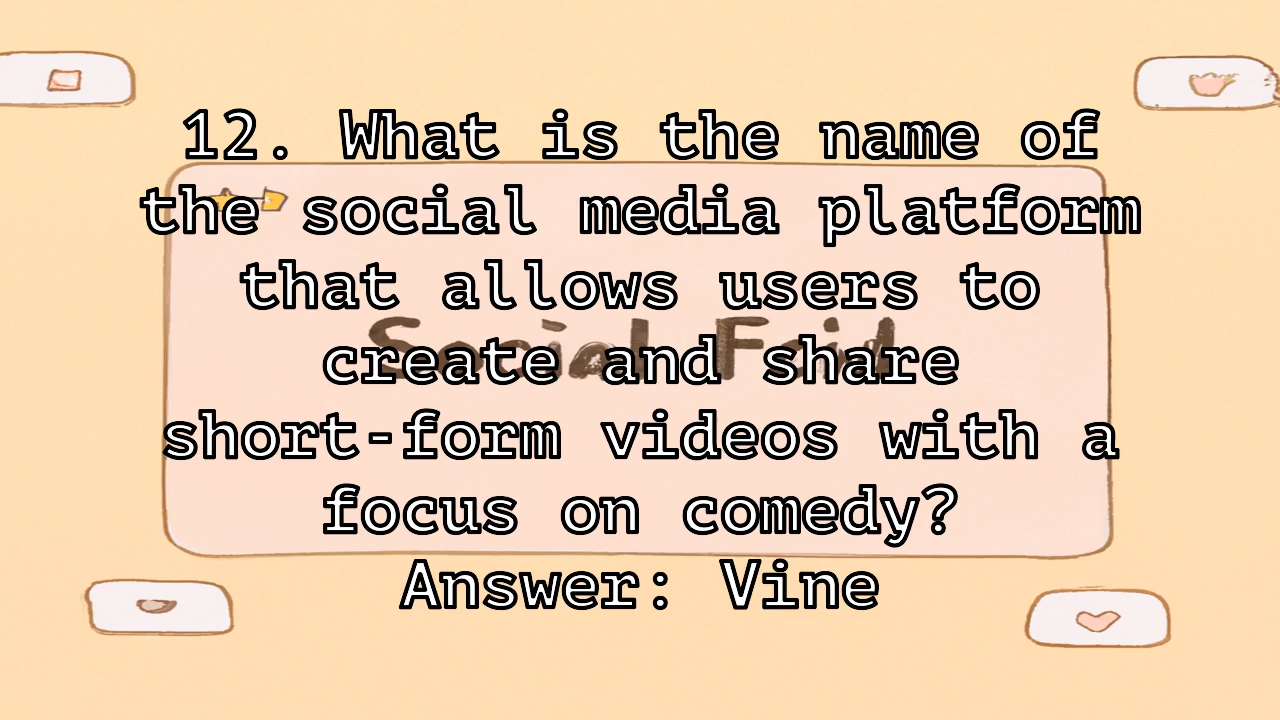 12. What is the name of
the social media platform
that allows users to
create and share
short-form videos with a
focus on comedy?
Answer: Vine